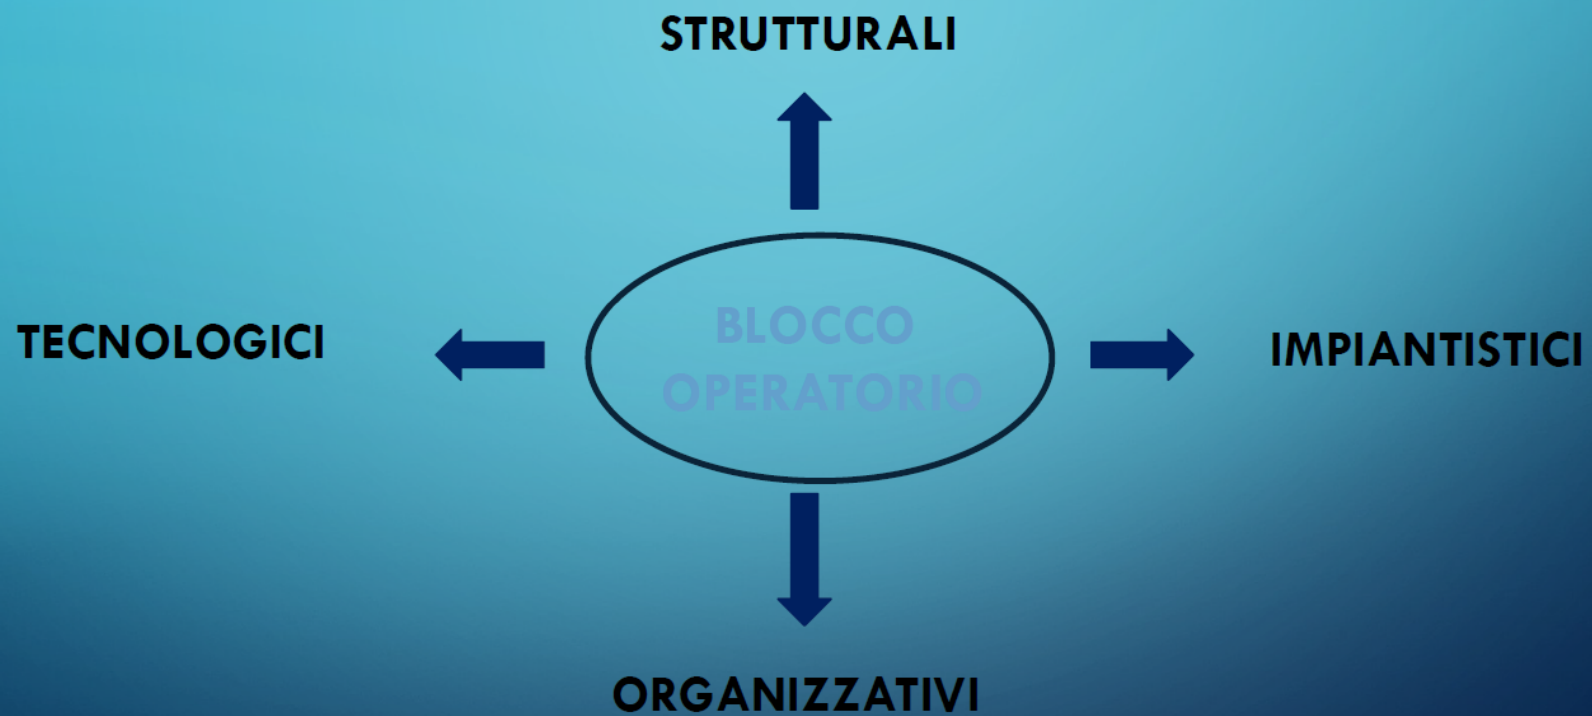 STRUTTURALI
TECNOLOGICI
BLOCCO
OPERATORIO
IMPIANTISTICI
ORGANIZZATIVI